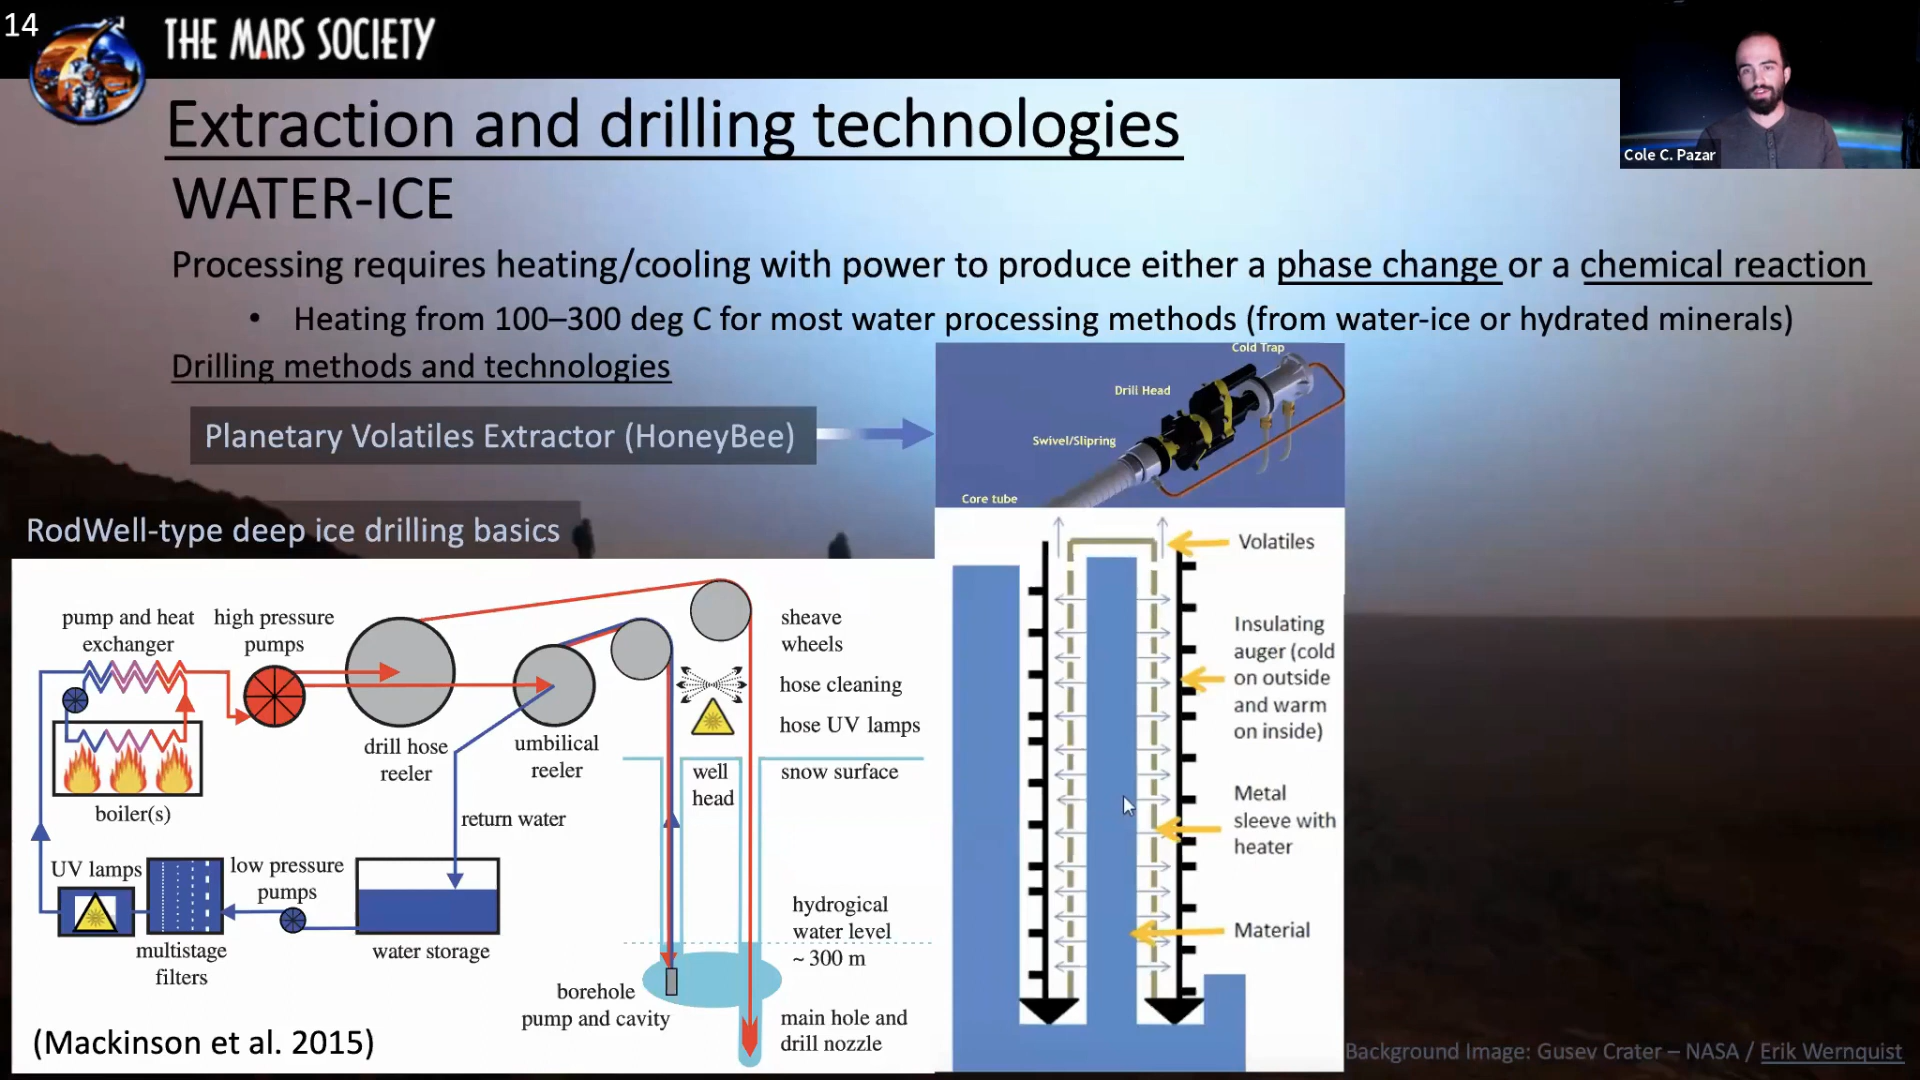 14
THE MARS SOCIETY
Cole C. Pazar
Extraction and drilling technologies
WATER-ICE
Processing requires heating/cooling with power to produce either a phase change or a chemical reaction
• Heating from 100–300 deg C for most water processing methods (from water-ice or hydrated minerals)
Drilling methods and technologies
Planetary Volatiles Extractor (HoneyBee)
Cold Trap
Drill Head
Swivel/Slipring
Core tube
RodWell-type deep ice drilling basics
pump and heat
exchanger
high pressure
pumps
sheave
wheels
hose cleaning
hose UV lamps
drill hose
reeler
umbilical
reeler
well
head
snow surface
boiler(s)
return water
UV lamps
low pressure
pumps
multistage
filters
water storage
hydrogical
water level
~ 300 m
borehole
pump and cavity
main hole and
drill nozzle
(Mackinson et al. 2015)
Volatiles
Insulating
auger (cold
on outside
and warm
on inside)
Metal
sleeve with
heater
Material
Background Image: Gusev Crater – NASA / Erik Wernquist